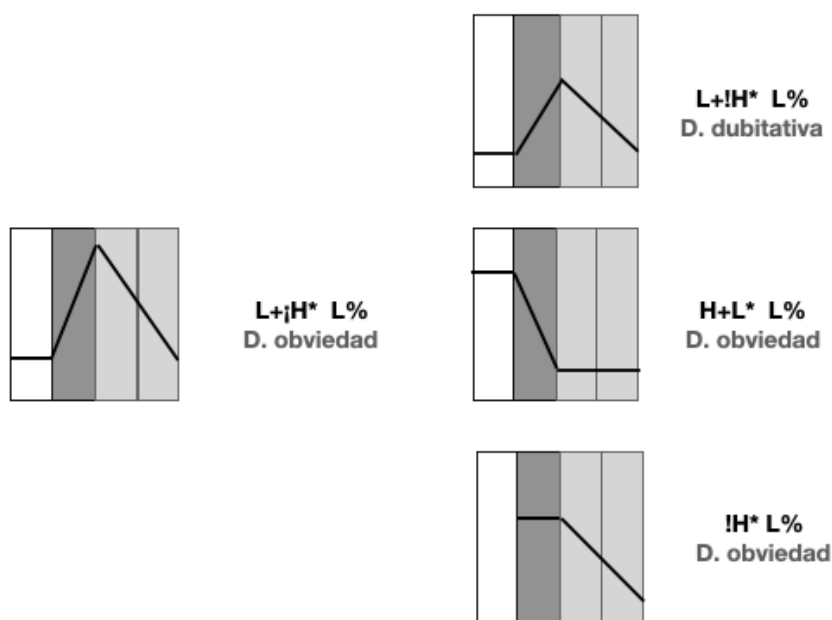 L+!H* L%
D. dubitativa
L+¡H* L%
D. obviedad
H+L* L%
D. obviedad
!H* L%
D. obviedad